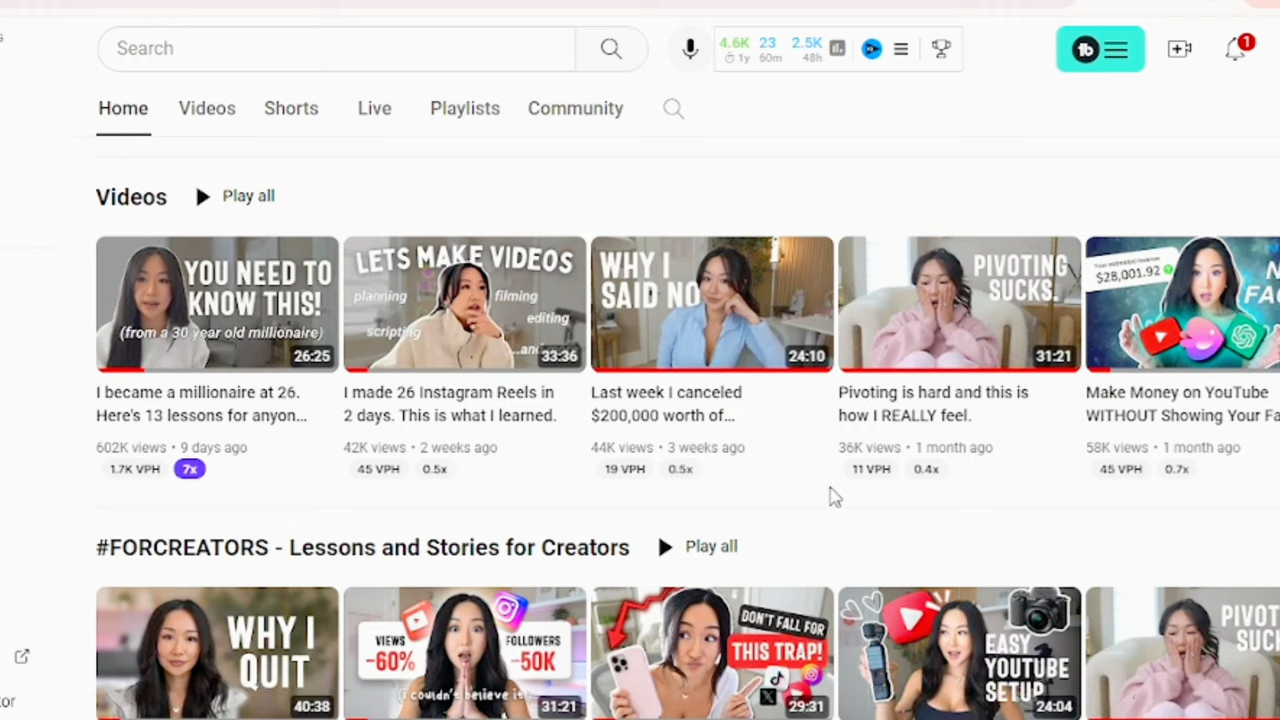 Search
4.6K 23 2.5K
1y 60m 48h
1
Home Videos Shorts Live Playlists Community
Videos Play all
YOU NEED TO
KNOW THIS!
(from a 30 year old millionaire)
26:25
LETS MAKE VIDEOS
planning filming
scripting editing
33:36
WHY I
SAID NO
24:10
PIVOTING
SUCKS.
31:21
$28,001.92
I became a millionaire at 26.
Here's 13 lessons for anyon...
602K views • 9 days ago
1.7K VPH 7x
I made 26 Instagram Reels in
2 days. This is what I learned.
42K views • 2 weeks ago
45 VPH 0.5x
Last week I canceled
$200,000 worth of...
44K views • 3 weeks ago
19 VPH 0.5x
Pivoting is hard and this is
how I REALLY feel.
36K views • 1 month ago
11 VPH 0.4x
Make Money on YouTube
WITHOUT Showing Your Fa
58K views • 1 month ago
45 VPH 0.7x
#FORCREATORS - Lessons and Stories for Creators Play all
WHY I
QUIT
40:38
VIEWS
-60%
FOLLOWERS
-50K
(i couldn't believe it
31:21
DON'T FALL FOR
THIS TRAP!
29:31
EASY
YOUTUBE
SETUP
24:04
PIVOT
SUC